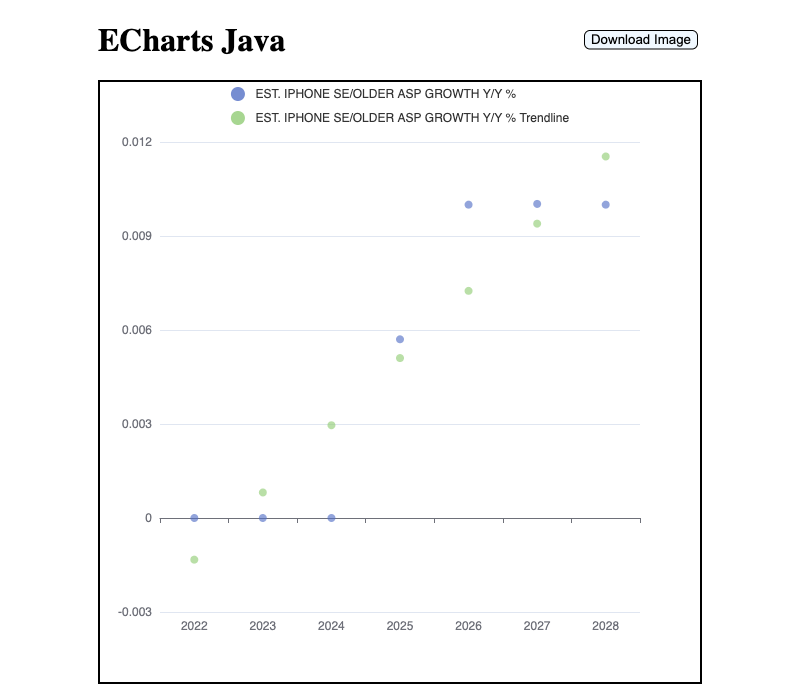 ECharts Java
Download Image
EST. IPHONE SE/OLDER ASP GROWTH Y/Y %
EST. IPHONE SE/OLDER ASP GROWTH Y/Y % Trendline
0.012
0.009
0.006
0.003
0
-0.003
2022 2023 2024 2025 2026 2027 2028